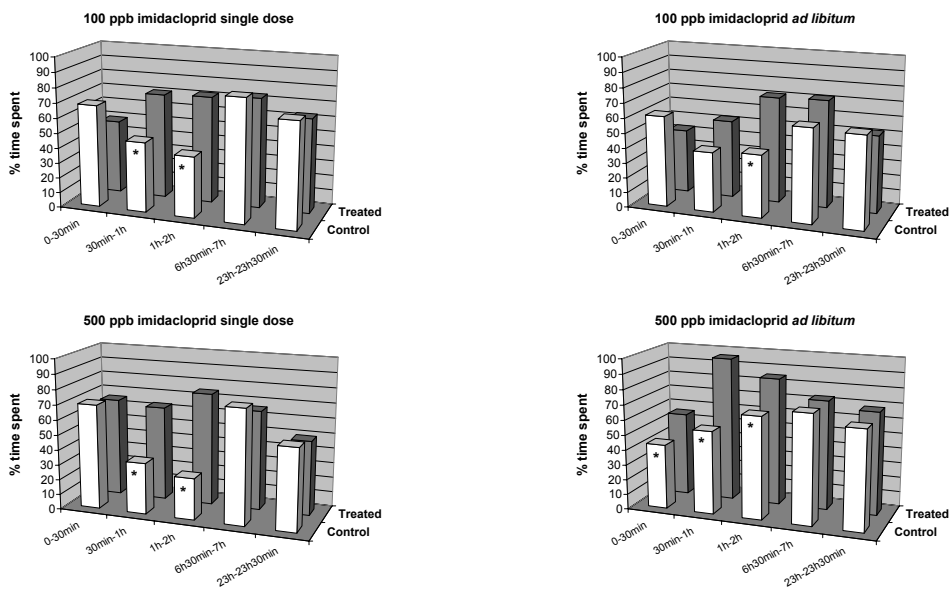 100 ppb imidacloprid single dose
100
90
80
70
60
50
40
30
20
10
0
% time spent
0-30min
30min-1h
1h-2h
6h30min-7h
23h-23h30min
Treated
Control
*
*
100 ppb imidacloprid ad libitum
100
90
80
70
60
50
40
30
20
10
0
% time spent
0-30min
30min-1h
1h-2h
6h30min-7h
23h-23h30min
Treated
Control
*
500 ppb imidacloprid single dose
100
90
80
70
60
50
40
30
20
10
0
% time spent
0-30min
30min-1h
1h-2h
6h30min-7h
23h-23h30min
Treated
Control
*
*
500 ppb imidacloprid ad libitum
100
90
80
70
60
50
40
30
20
10
0
% time spent
0-30min
30min-1h
1h-2h
6h30min-7h
23h-23h30min
Treated
Control
*
*
*